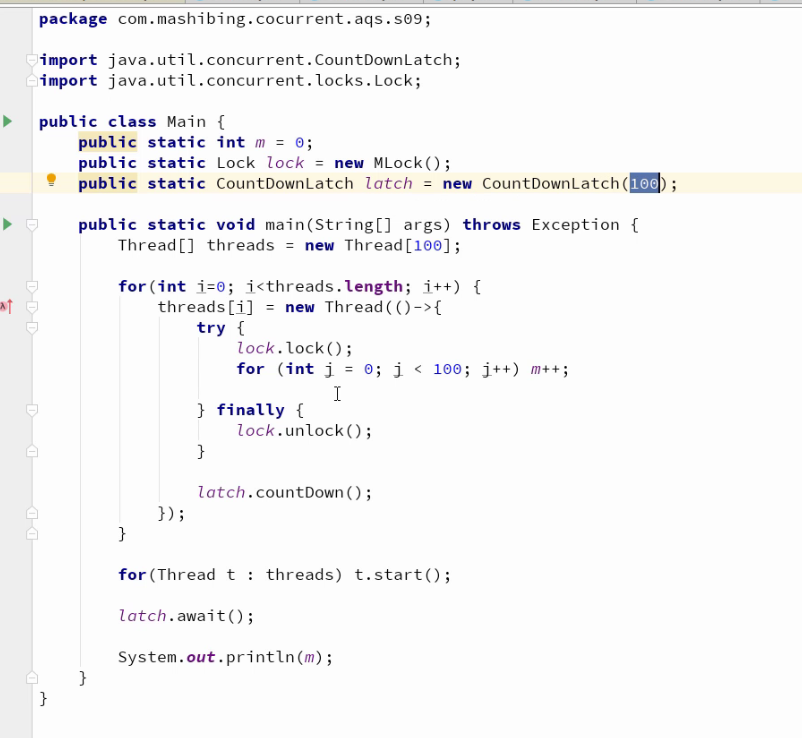 package com.mashibing.cocurrent.aqs.s09;
import java.util.concurrent.CountDownLatch;
import java.util.concurrent.locks.Lock;
public class Main {
public static int m = 0;
public static Lock lock = new MLock();
public static CountDownLatch latch = new CountDownLatch(100);
public static void main(String[] args) throws Exception {
Thread[] threads = new Thread[100];
for(int i=0; i<threads.length; i++) {
threads[i] = new Thread(()->{
try {
lock.lock();
for (int j = 0; j < 100; j++) m++;
} finally {
lock.unlock();
}
latch.countDown();
});
}
for(Thread t : threads) t.start();
latch.await();
System.out.println(m);
}
}